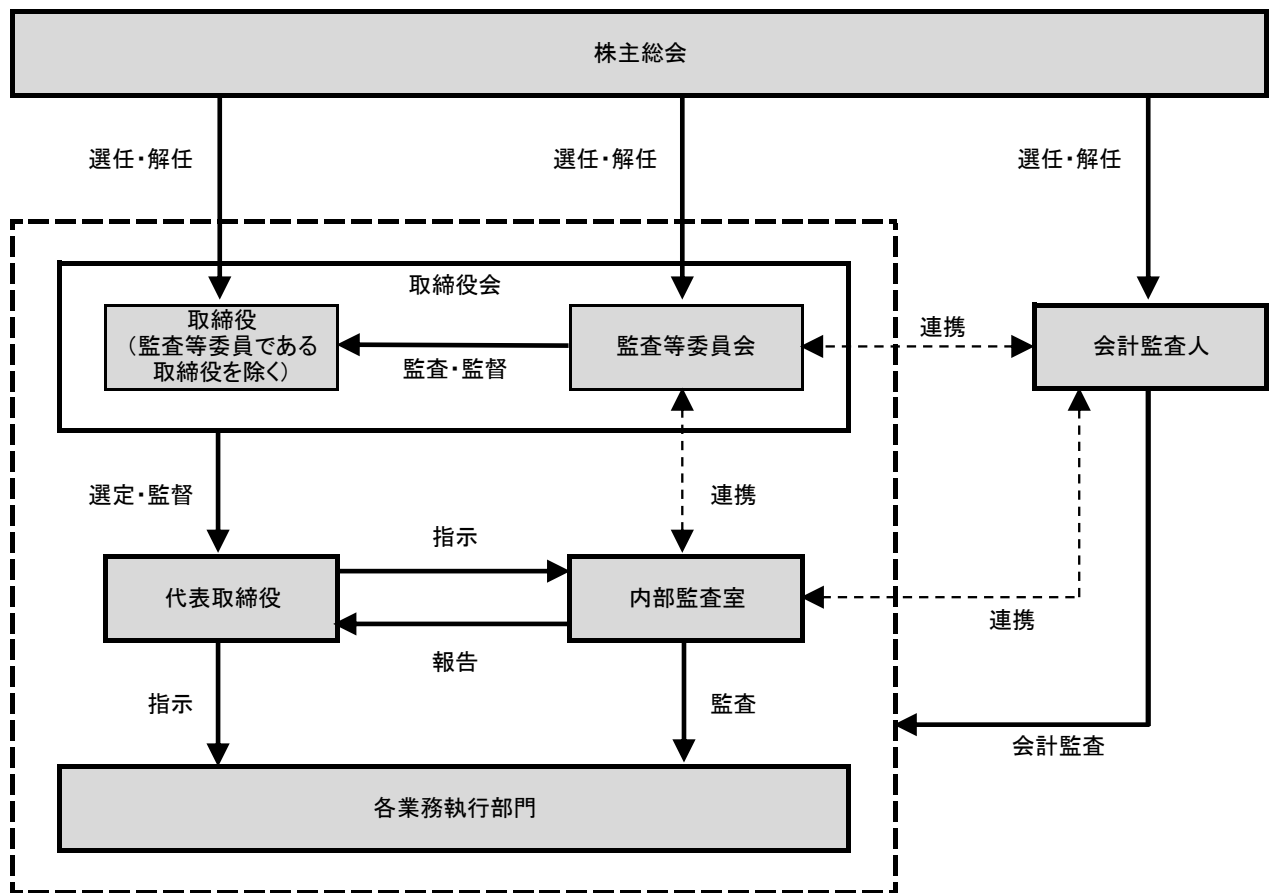 株主総会
選任・解任
選任・解任
選任・解任
取締役会
取締役
（監査等委員である
取締役を除く）
監査・監督
監査等委員会
連携
会計監査人
選定・監督
連携
指示
代表取締役
内部監査室
連携
報告
指示
監査
会計監査
各業務執行部門